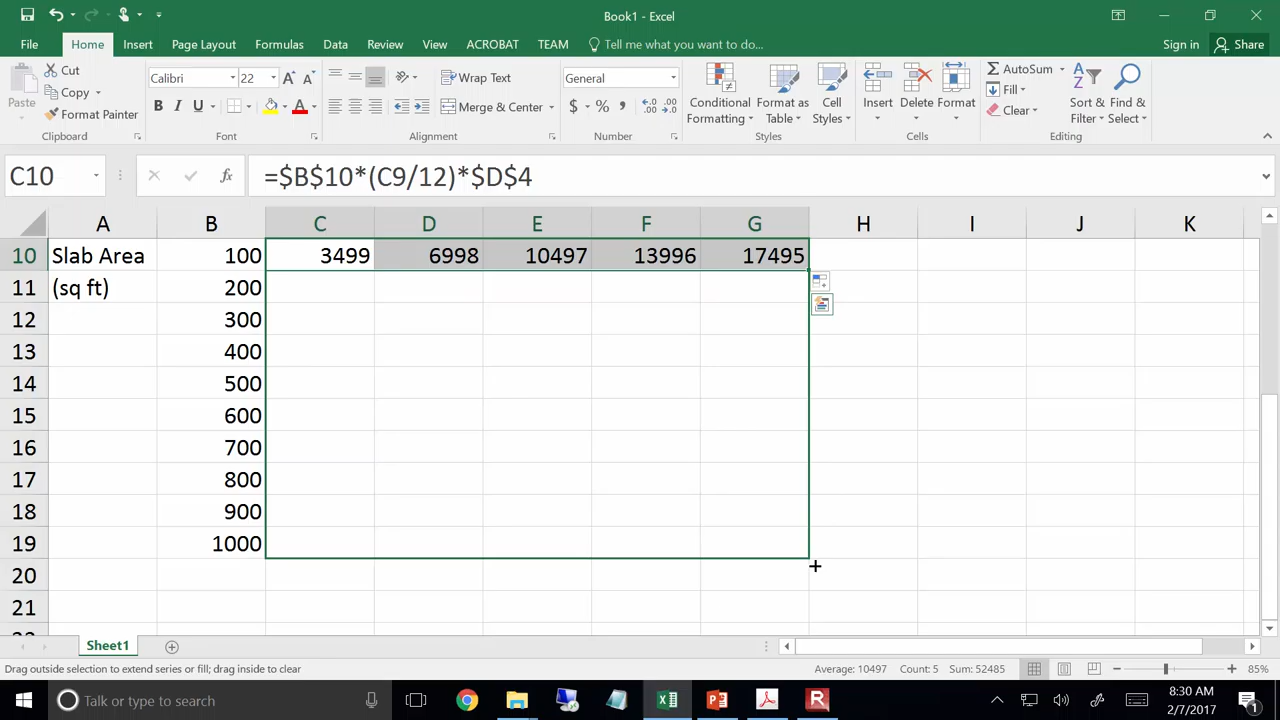 Book1 - Excel
File Home Insert Page Layout Formulas Data Review View ACROBAT TEAM Tell me what you want to do... Sign in Share
Paste
Cut
Copy
Format Painter
Clipboard
Calibri 22
B I U
Font
Wrap Text
Merge & Center
Alignment
General
$ % ,
Number
Conditional Formatting
Format as Table
Cell Styles
Styles
Insert Delete Format
Cells
AutoSum
Fill
Clear
Sort & Filter
Find & Select
Editing
C10 fx =$B$10*(C9/12)*$D$4
A B C D E F G H I J K
10 Slab Area 100 3499 6998 10497 13996 17495
11 (sq ft) 200
12 300
13 400
14 500
15 600
16 700
17 800
18 900
19 1000
20
21
Sheet1
Drag outside selection to extend series or fill; drag inside to clear Average: 10497 Count: 5 Sum: 52485 85%
Talk or type to search
8:30 AM
2/7/2017